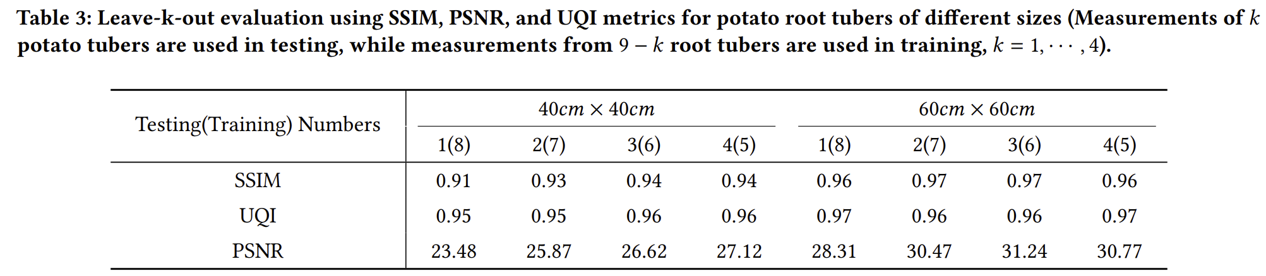 Table 3: Leave-k-out evaluation using SSIM, PSNR, and UQI metrics for potato root tubers of different sizes (Measurements of k
potato tubers are used in testing, while measurements from 9 − k root tubers are used in training, k = 1, · · · , 4).
Testing(Training) Numbers 40cm × 40cm 60cm × 60cm
1(8) 2(7) 3(6) 4(5) 1(8) 2(7) 3(6) 4(5)
SSIM 0.91 0.93 0.94 0.94 0.96 0.97 0.97 0.96
UQI 0.95 0.95 0.96 0.96 0.97 0.96 0.96 0.97
PSNR 23.48 25.87 26.62 27.12 28.31 30.47 31.24 30.77